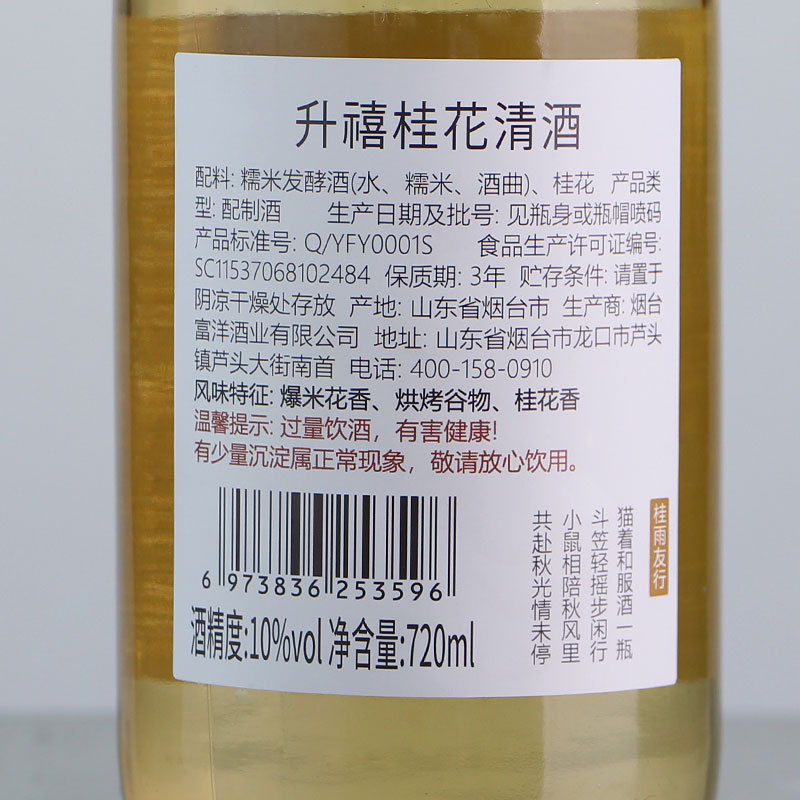 升禧桂花清酒
配料: 糯米发酵酒(水、糯米、酒曲)、桂花 产品类
型: 配制酒 生产日期及批号: 见瓶身或瓶帽喷码
产品标准号: Q/YFY0001S 食品生产许可证编号:
SC11537068102484 保质期: 3年 贮存条件: 请置于
阴凉干燥处存放 产地: 山东省烟台市 生产商: 烟台
富洋酒业有限公司 地址: 山东省烟台市龙口市芦头
镇芦头大街南首 电话: 400-158-0910
风味特征: 爆米花香、烘烤谷物、桂花香
温馨提示: 过量饮酒，有害健康!
有少量沉淀属正常现象，敬请放心饮用。
桂雨友行
猫着和服酒一瓶
斗笠轻摇步闲行
小鼠相陪秋风里
共赴秋光情未停
6 973836 253596
酒精度:10%vol 净含量:720ml